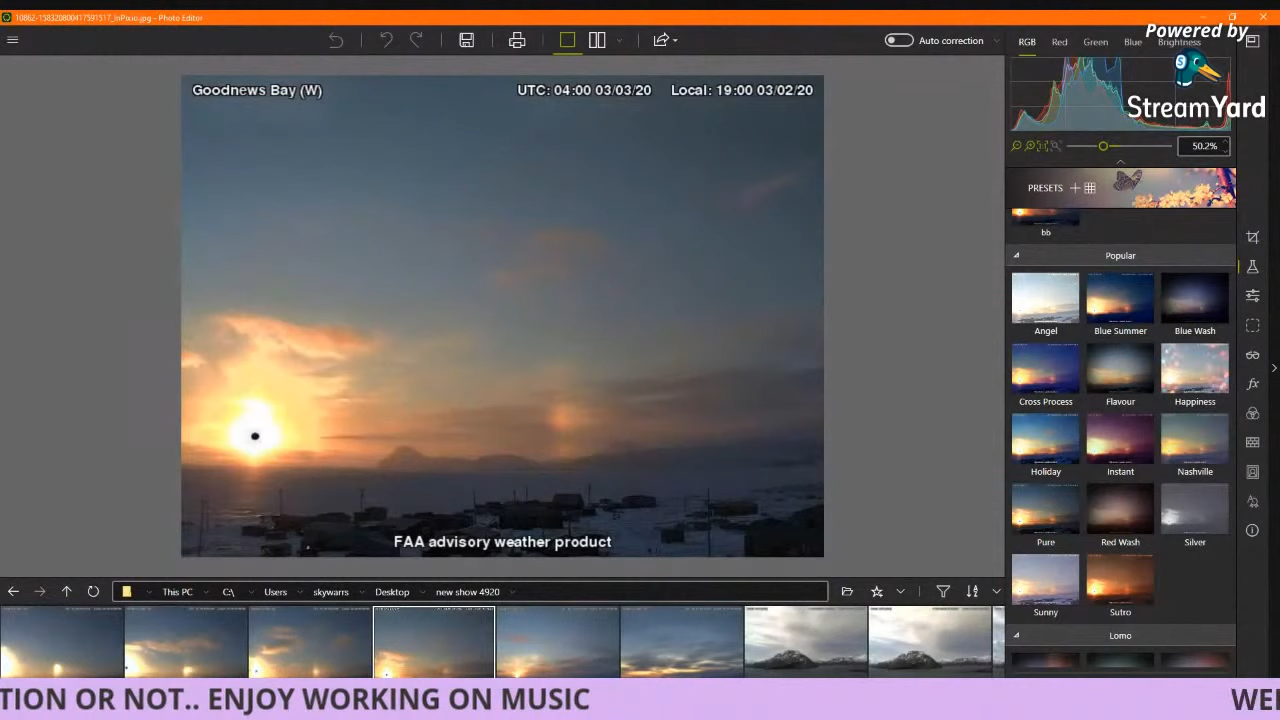 10862-158320800417591517_InPixio.jpg - Photo Editor
Powered by
StreamYard
Auto correction
RGB Red Green Blue Brightness
50.2%
Goodnews Bay (W) UTC: 04:00 03/03/20 Local: 19:00 03/02/20
PRESETS
bb
Popular
Angel Blue Summer Blue Wash
Cross Process Flavour Happiness
Holiday Instant Nashville
Pure Red Wash Silver
Sunny Sutro
Lomo
FAA advisory weather product
This PC C:\ Users skywarrs Desktop new show 4920
TION OR NOT.. ENJOY WORKING ON MUSIC